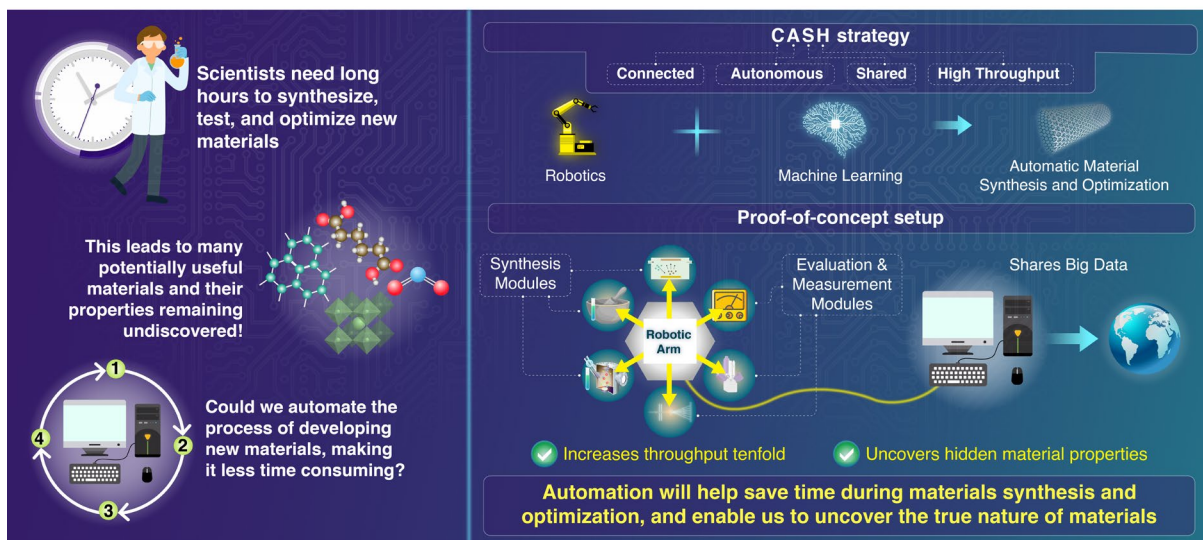 Scientists need long
hours to synthesize,
test, and optimize new
materials
This leads to many
potentially useful
materials and their
properties remaining
undiscovered!
1
2
3
4
Could we automate the
process of developing
new materials, making
it less time consuming?
CASH strategy
Connected
Autonomous
Shared
High Throughput
Robotics
Machine Learning
Automatic Material
Synthesis and Optimization
Proof-of-concept setup
Synthesis
Modules
Robotic
Arm
Evaluation &
Measurement
Modules
Shares Big Data
Increases throughput tenfold
Uncovers hidden material properties
Automation will help save time during materials synthesis and
optimization, and enable us to uncover the true nature of materials